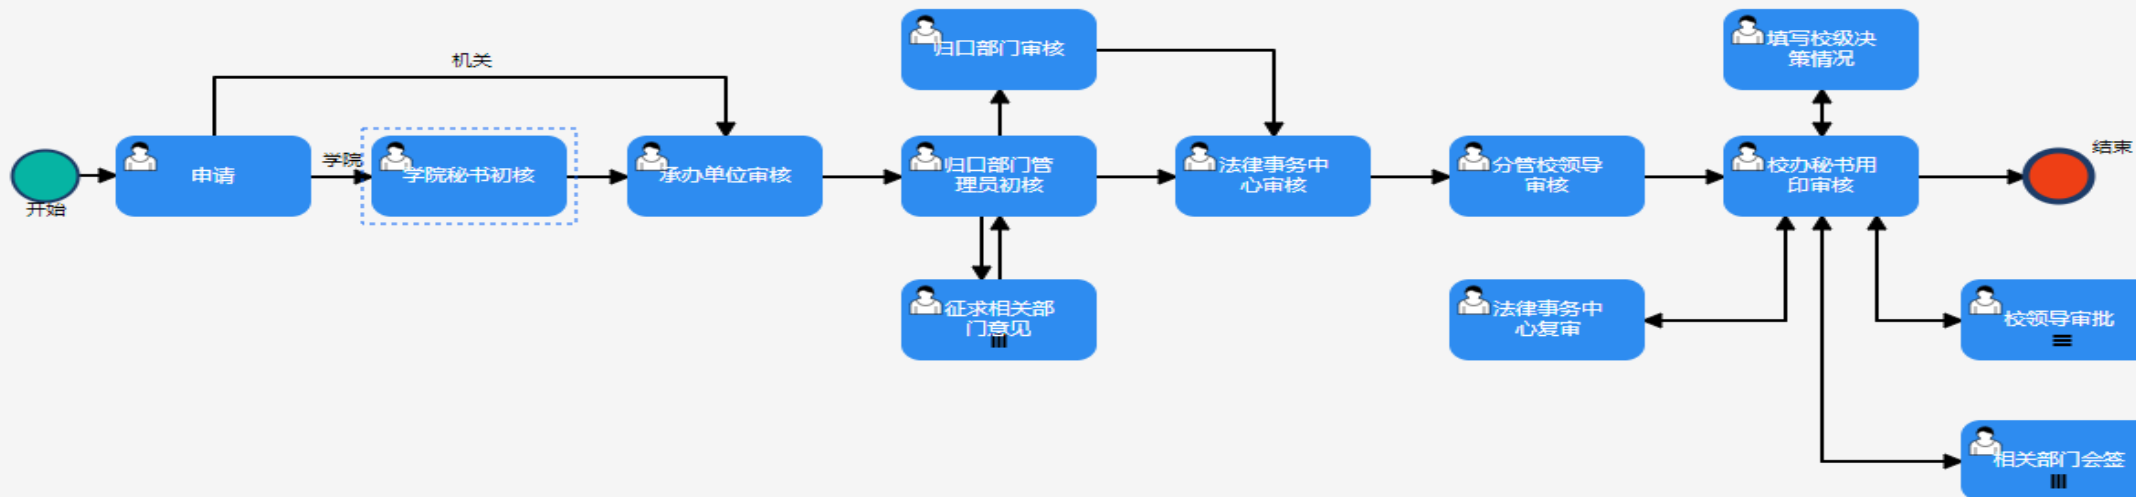 机关
开始
申请
学院
学院秘书初核
承办单位审核
归口部门审核
归口部门管
理员初核
征求相关部
门意见
法律事务中
心审核
分管校领导
审核
法律事务中
心复审
填写校级决
策情况
校办秘书用
印审核
校领导审批
相关部门会签
结束